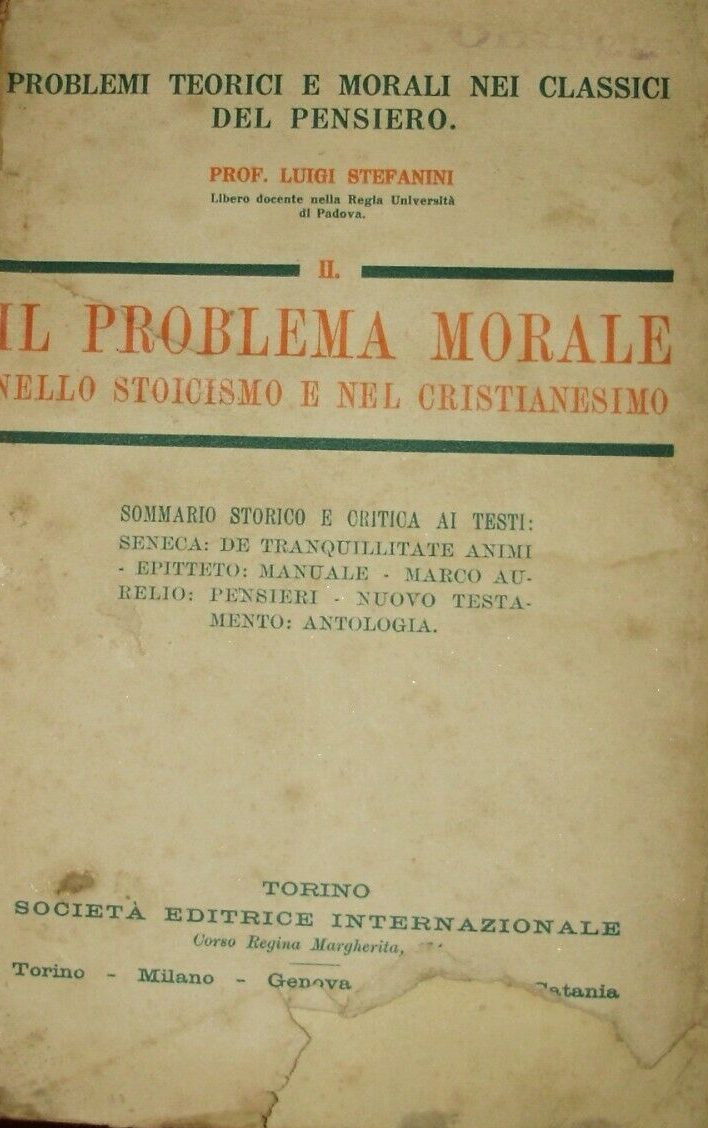 PROBLEMI TEORICI E MORALI NEI CLASSICI
DEL PENSIERO.
PROF. LUIGI STEFANINI
Libero docente nella Regia Università
di Padova.
II.
IL PROBLEMA MORALE
NELLO STOICISMO E NEL CRISTIANESIMO
SOMMARIO STORICO E CRITICA AI TESTI:
SENECA: DE TRANQUILLITATE ANIMI
- EPITTETO: MANUALE - MARCO AU-
RELIO: PENSIERI - NUOVO TESTA-
MENTO: ANTOLOGIA.
TORINO
SOCIETÀ EDITRICE INTERNAZIONALE
Corso Regina Margherita,
Torino - Milano - Genova Catania